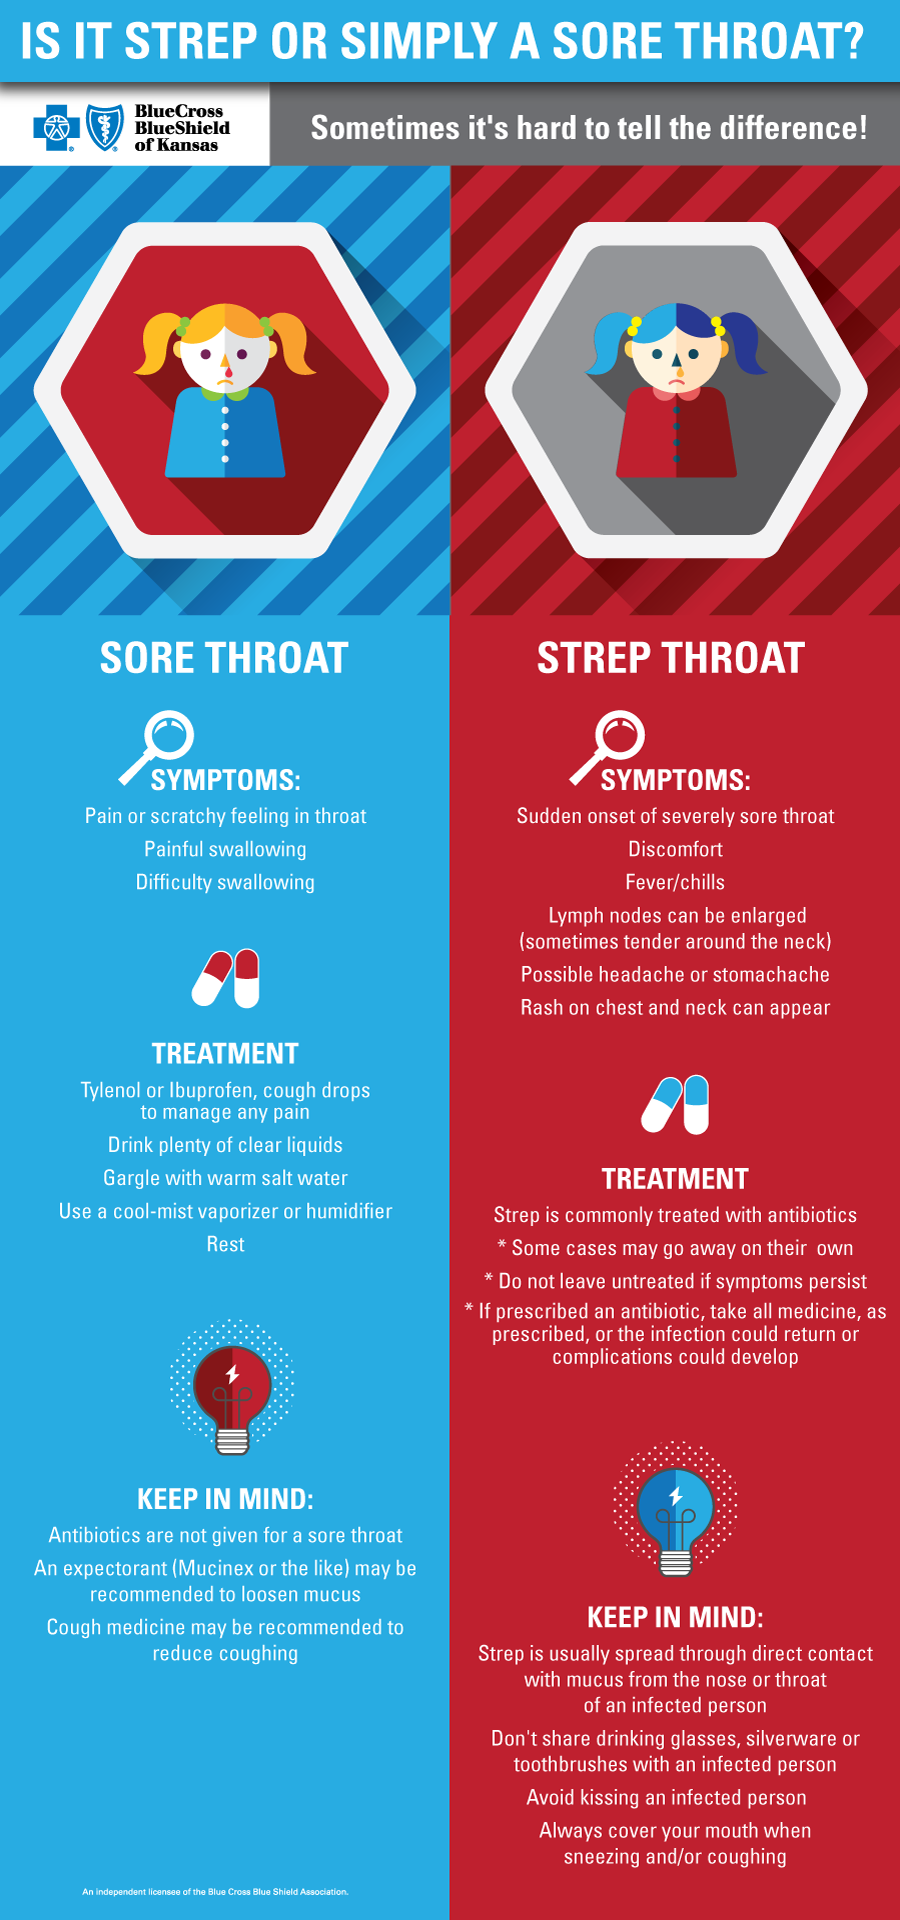 IS IT STREP OR SIMPLY A SORE THROAT?
BlueCross
BlueShield
of Kansas
Sometimes it's hard to tell the difference!
SORE THROAT
SYMPTOMS:
Pain or scratchy feeling in throat
Painful swallowing
Difficulty swallowing
TREATMENT
Tylenol or Ibuprofen, cough drops
to manage any pain
Drink plenty of clear liquids
Gargle with warm salt water
Use a cool-mist vaporizer or humidifier
Rest
KEEP IN MIND:
Antibiotics are not given for a sore throat
An expectorant (Mucinex or the like) may be
recommended to loosen mucus
Cough medicine may be recommended to
reduce coughing
An independent licensee of the Blue Cross Blue Shield Association.
STREP THROAT
SYMPTOMS:
Sudden onset of severely sore throat
Discomfort
Fever/chills
Lymph nodes can be enlarged
(sometimes tender around the neck)
Possible headache or stomachache
Rash on chest and neck can appear
TREATMENT
Strep is commonly treated with antibiotics
* Some cases may go away on their own
* Do not leave untreated if symptoms persist
* If prescribed an antibiotic, take all medicine, as
prescribed, or the infection could return or
complications could develop
KEEP IN MIND:
Strep is usually spread through direct contact
with mucus from the nose or throat
of an infected person
Don't share drinking glasses, silverware or
toothbrushes with an infected person
Avoid kissing an infected person
Always cover your mouth when
sneezing and/or coughing